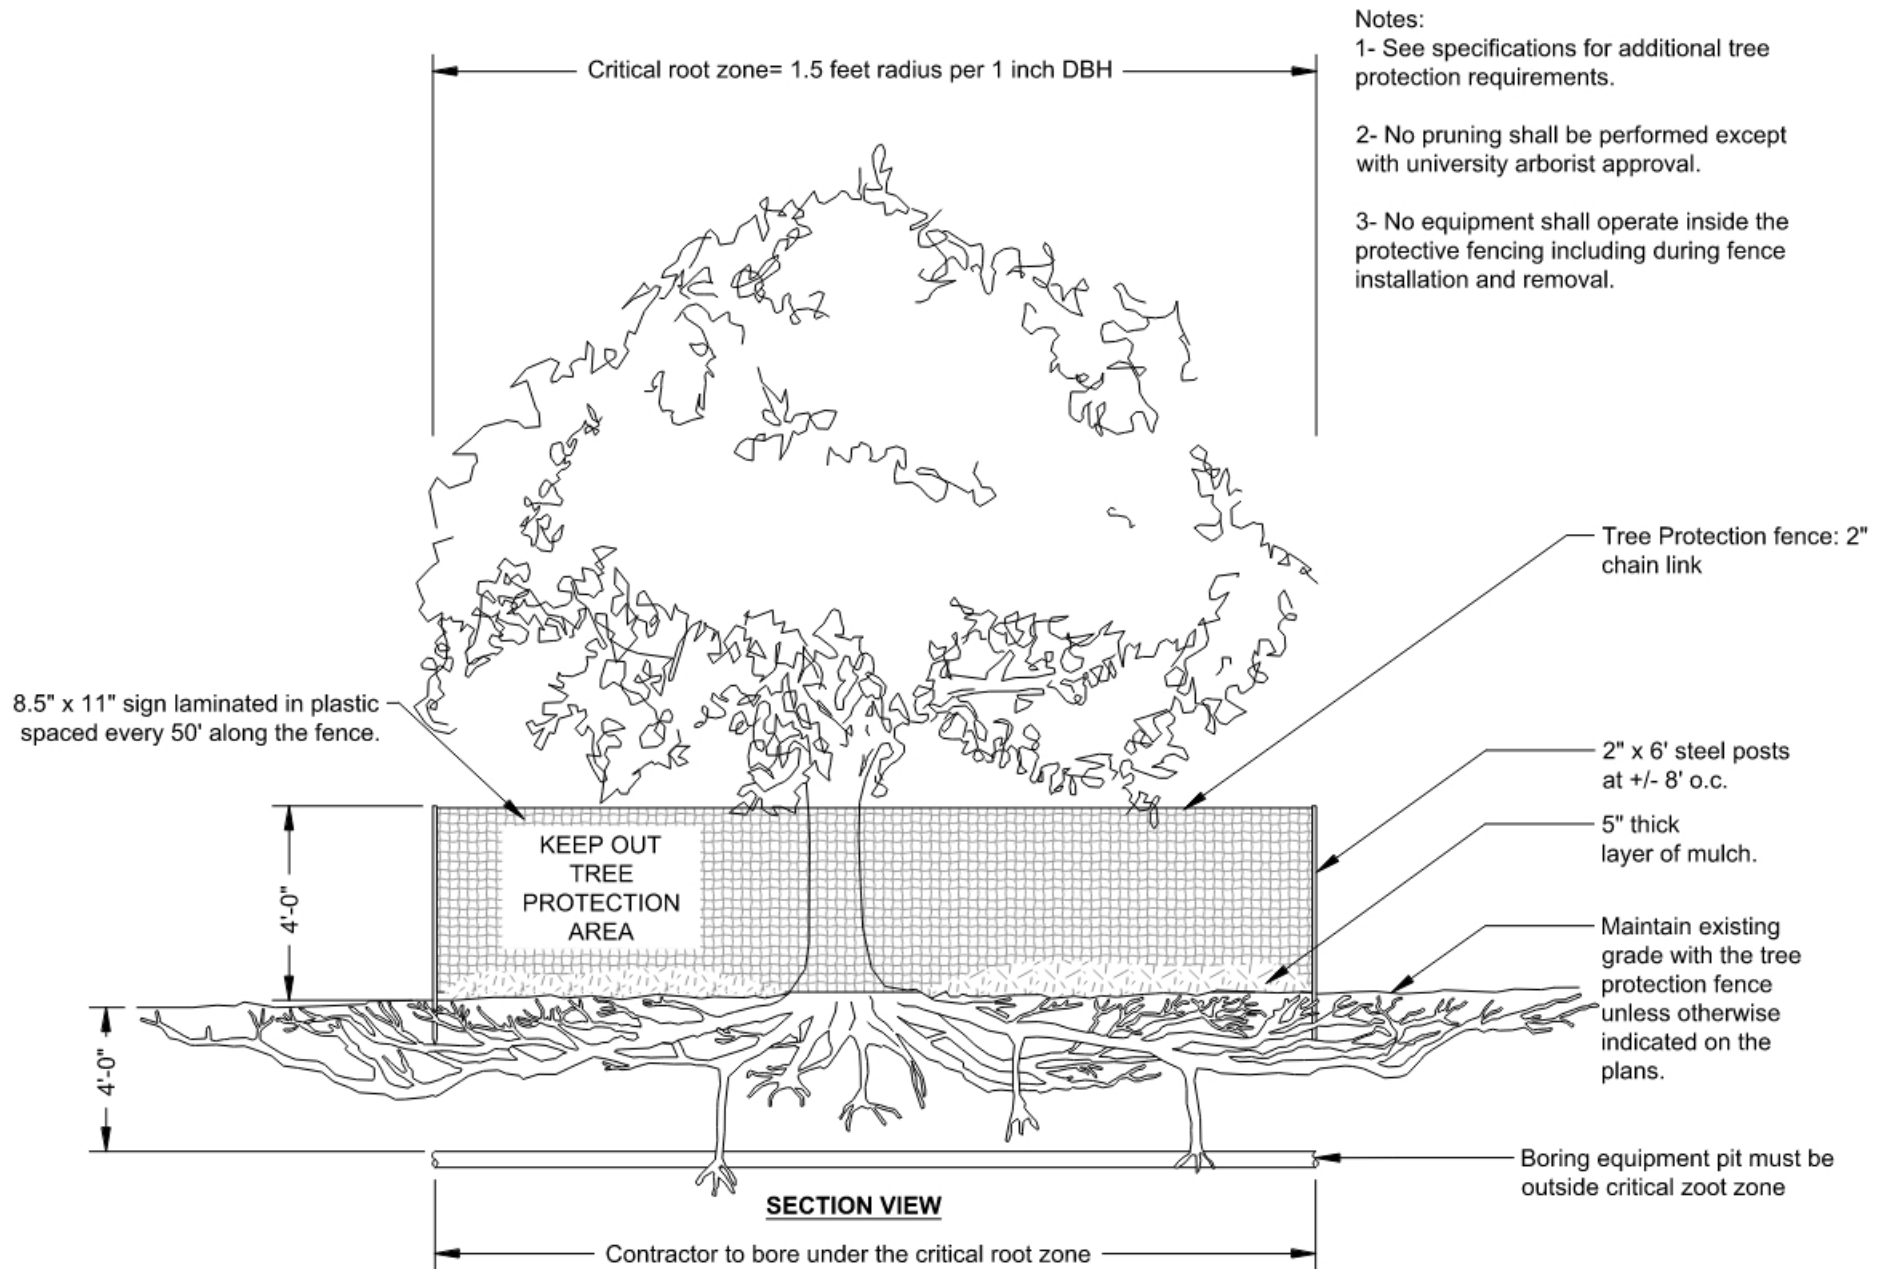 Notes:
1- See specifications for additional tree
protection requirements.
2- No pruning shall be performed except
with university arborist approval.
3- No equipment shall operate inside the
protective fencing including during fence
installation and removal.
Critical root zone= 1.5 feet radius per 1 inch DBH
Tree Protection fence: 2"
chain link
8.5" x 11" sign laminated in plastic
spaced every 50' along the fence.
2" x 6' steel posts
at +/- 8' o.c.
5" thick
layer of mulch.
KEEP OUT
TREE
PROTECTION
AREA
4'-0"
Maintain existing
grade with the tree
protection fence
unless otherwise
indicated on the
plans.
4'-0"
Boring equipment pit must be
outside critical zoot zone
SECTION VIEW
Contractor to bore under the critical root zone